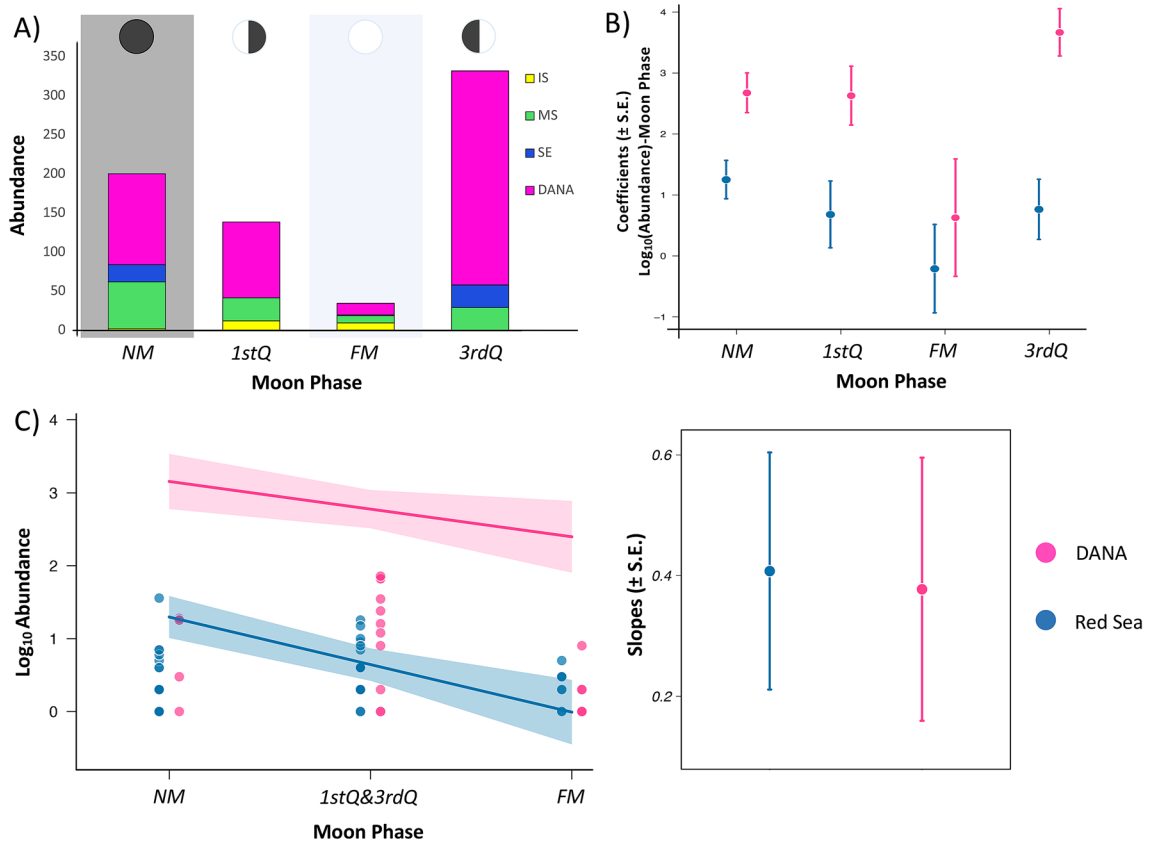 A)
350
300
250
200
150
100
50
0
Abundance
IS
MS
SE
DANA
NM
1stQ
FM
3rdQ
Moon Phase
B)
4
3
2
1
0
−1
Coefficients (± S.E.)
Log₁₀(Abundance)-Moon Phase
NM
1stQ
FM
3rdQ
Moon Phase
C)
4
3
2
1
0
Log₁₀ Abundance
NM
1stQ&3rdQ
FM
Moon Phase
0.6
0.4
0.2
Slopes (± S.E.)
DANA
Red Sea